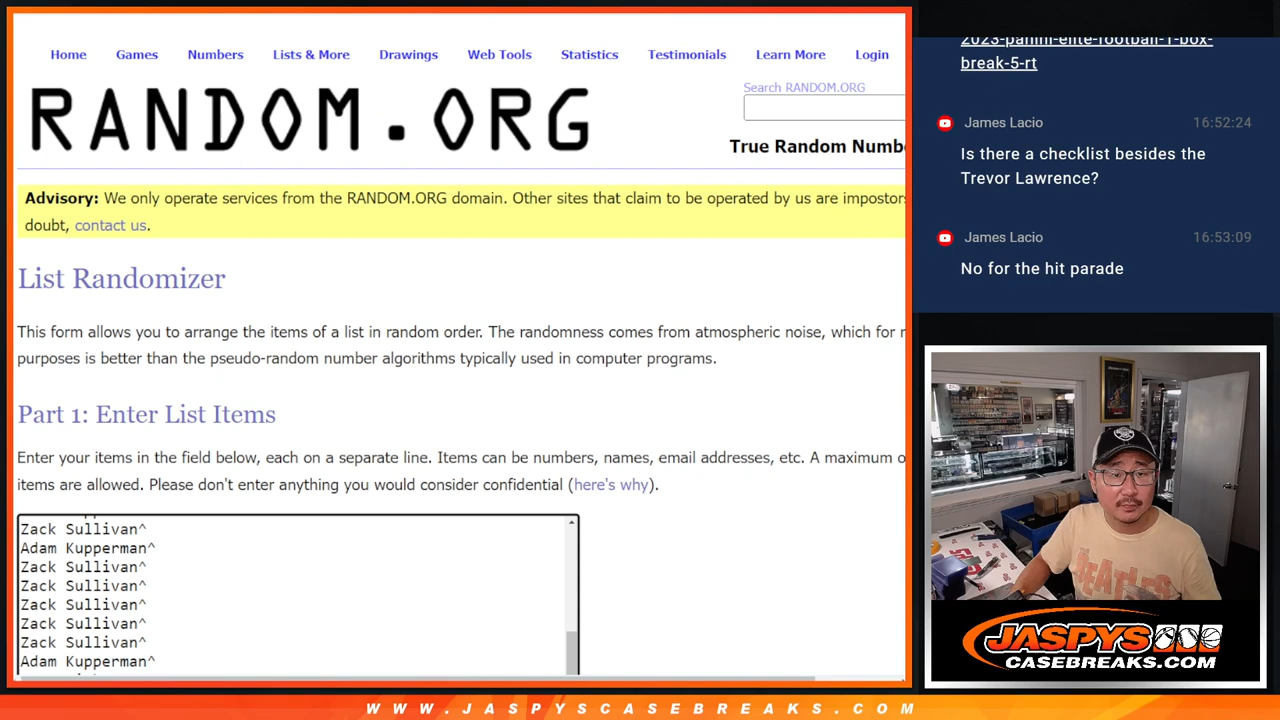 Home Games Numbers Lists & More Drawings Web Tools Statistics Testimonials Learn More Login
RANDOM.ORG
Search RANDOM.ORG
True Random Numbe
Advisory: We only operate services from the RANDOM.ORG domain. Other sites that claim to be operated by us are impostors
doubt, contact us.
List Randomizer
This form allows you to arrange the items of a list in random order. The randomness comes from atmospheric noise, which for
purposes is better than the pseudo-random number algorithms typically used in computer programs.
Part 1: Enter List Items
Enter your items in the field below, each on a separate line. Items can be numbers, names, email addresses, etc. A maximum o
items are allowed. Please don't enter anything you would consider confidential (here's why).
Zack Sullivan^
Adam Kupperman^
Zack Sullivan^
Zack Sullivan^
Zack Sullivan^
Zack Sullivan^
Zack Sullivan^
Adam Kupperman^
2023-panini-elite-football-1-box-
break-5-rt
James Lacio 16:52:24
Is there a checklist besides the
Trevor Lawrence?
James Lacio 16:53:09
No for the hit parade
JASPYS
CASEBREAKS.COM
WWW.JASPYSCASEBREAKS.COM